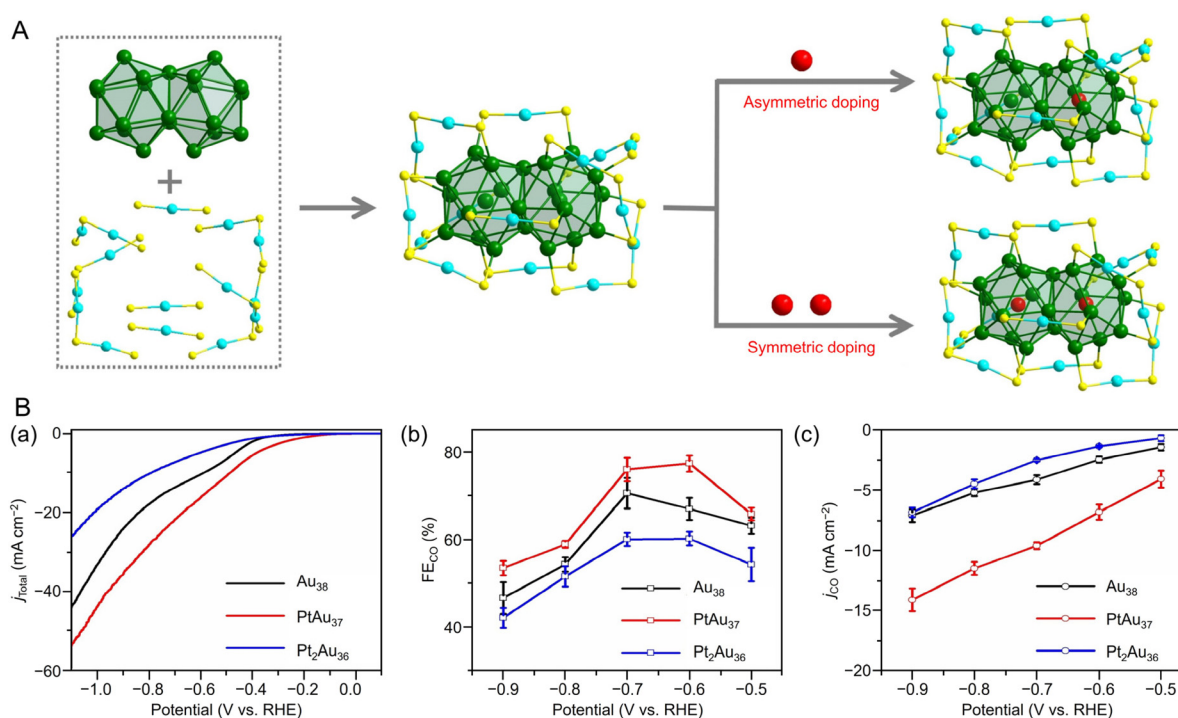 A
+
Asymmetric doping
Symmetric doping
B
(a)
0
−20
−40
−60
j_Total (mA cm⁻²)
Au₃₈
PtAu₃₇
Pt₂Au₃₆
−1.0 −0.8 −0.6 −0.4 −0.2 0.0
Potential (V vs. RHE)
(b)
80
60
40
FE_CO (%)
Au₃₈
PtAu₃₇
Pt₂Au₃₆
−0.9 −0.8 −0.7 −0.6 −0.5
Potential (V vs. RHE)
(c)
0
−5
−10
−15
−20
j_CO (mA cm⁻²)
Au₃₈
PtAu₃₇
Pt₂Au₃₆
−0.9 −0.8 −0.7 −0.6 −0.5
Potential (V vs. RHE)